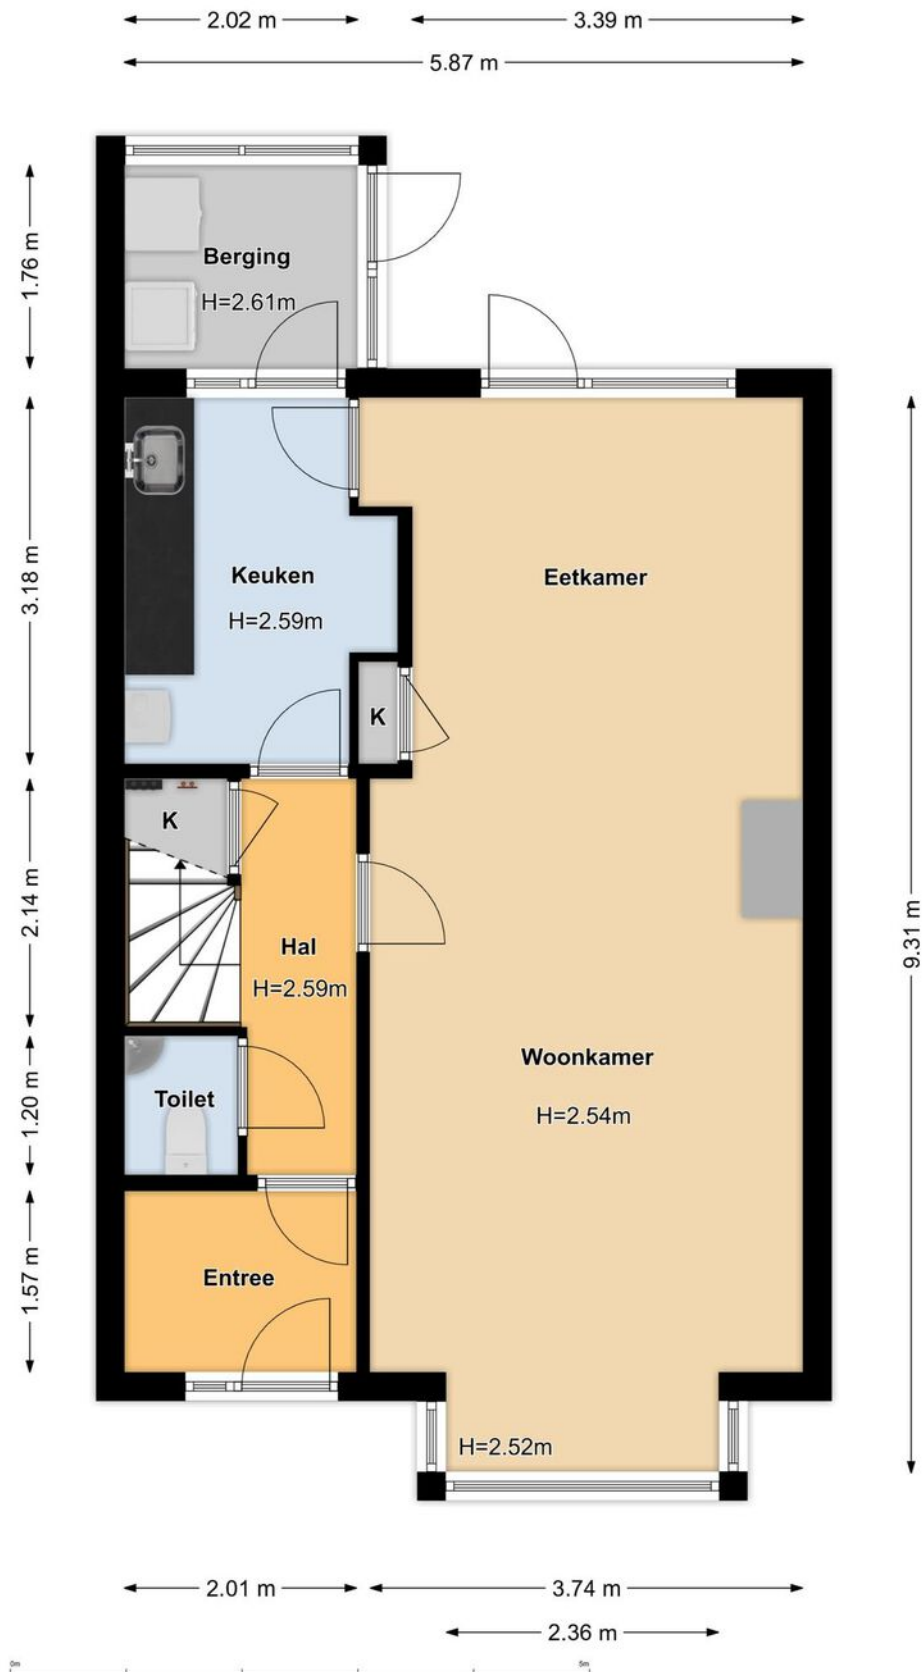 2.02 m
3.39 m
5.87 m
1.76 m
Berging
H=2.61m
3.18 m
Keuken
H=2.59m
Eetkamer
K
K
2.14 m
Hal
H=2.59m
9.31 m
Woonkamer
H=2.54m
1.20 m
Toilet
1.57 m
Entree
H=2.52m
2.01 m
3.74 m
2.36 m
0m
5m